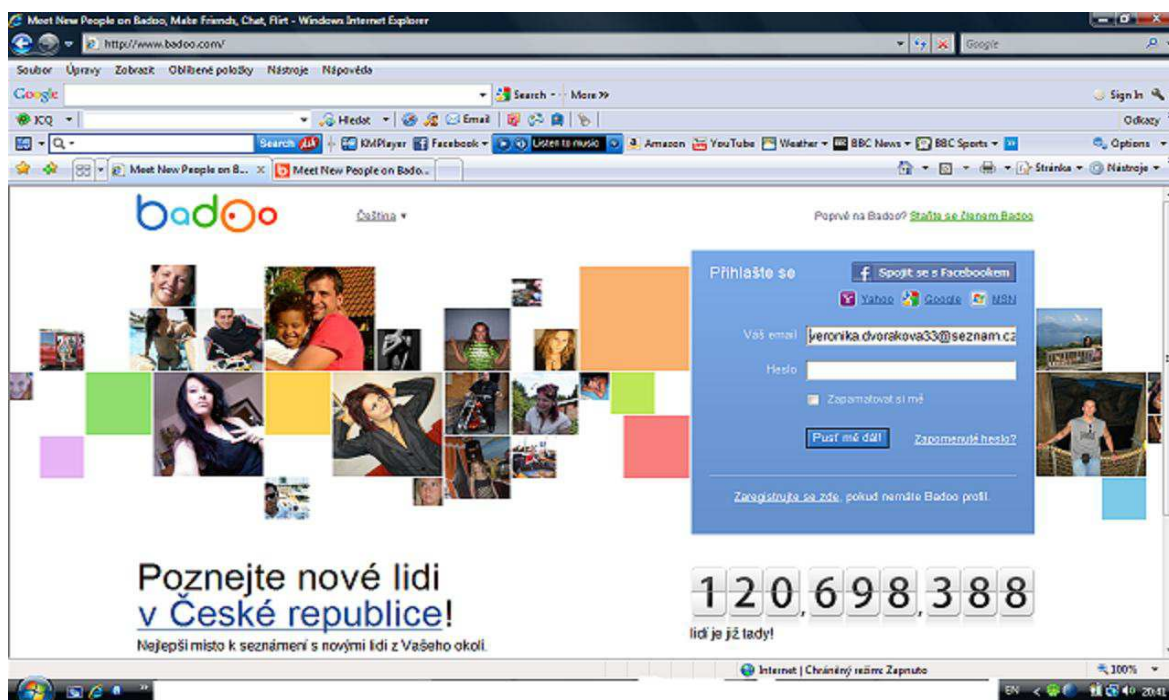 Meet New People on Badoo, Make Friends, Chat, Flirt - Windows Internet Explorer
http://www.badoo.com/
Google
Soubor Úpravy Zobrazit Oblíbené položky Nástroje Nápověda
Google Search More >> Sign In
ICQ Hledat Email Odkazy
Search KMPlayer Facebook Listen to music Amazon YouTube Weather BBC News BBC Sports Options
Meet New People on B... Meet New People on Bado... Stránka Nástroje
badoo
Čeština
Poprvé na Badoo? Staňte se členem Badoo
Přihlašte se
f Spojit se s Facebookem
Yahoo Google MSN
Váš email veronika.dvorakova33@seznam.cz
Heslo
Zapamatovat si mě
Pusť mě dál! Zapomenuté heslo?
Zaregistrujte se zde, pokud nemáte Badoo profil.
Poznejte nové lidi
v České republice!
Nejlepší místo k seznámení s novými lidi z Vašeho okolí.
120,698,388
lidí je již tady!
Internet | Chráněný režim: Zapnuto 100%
EN